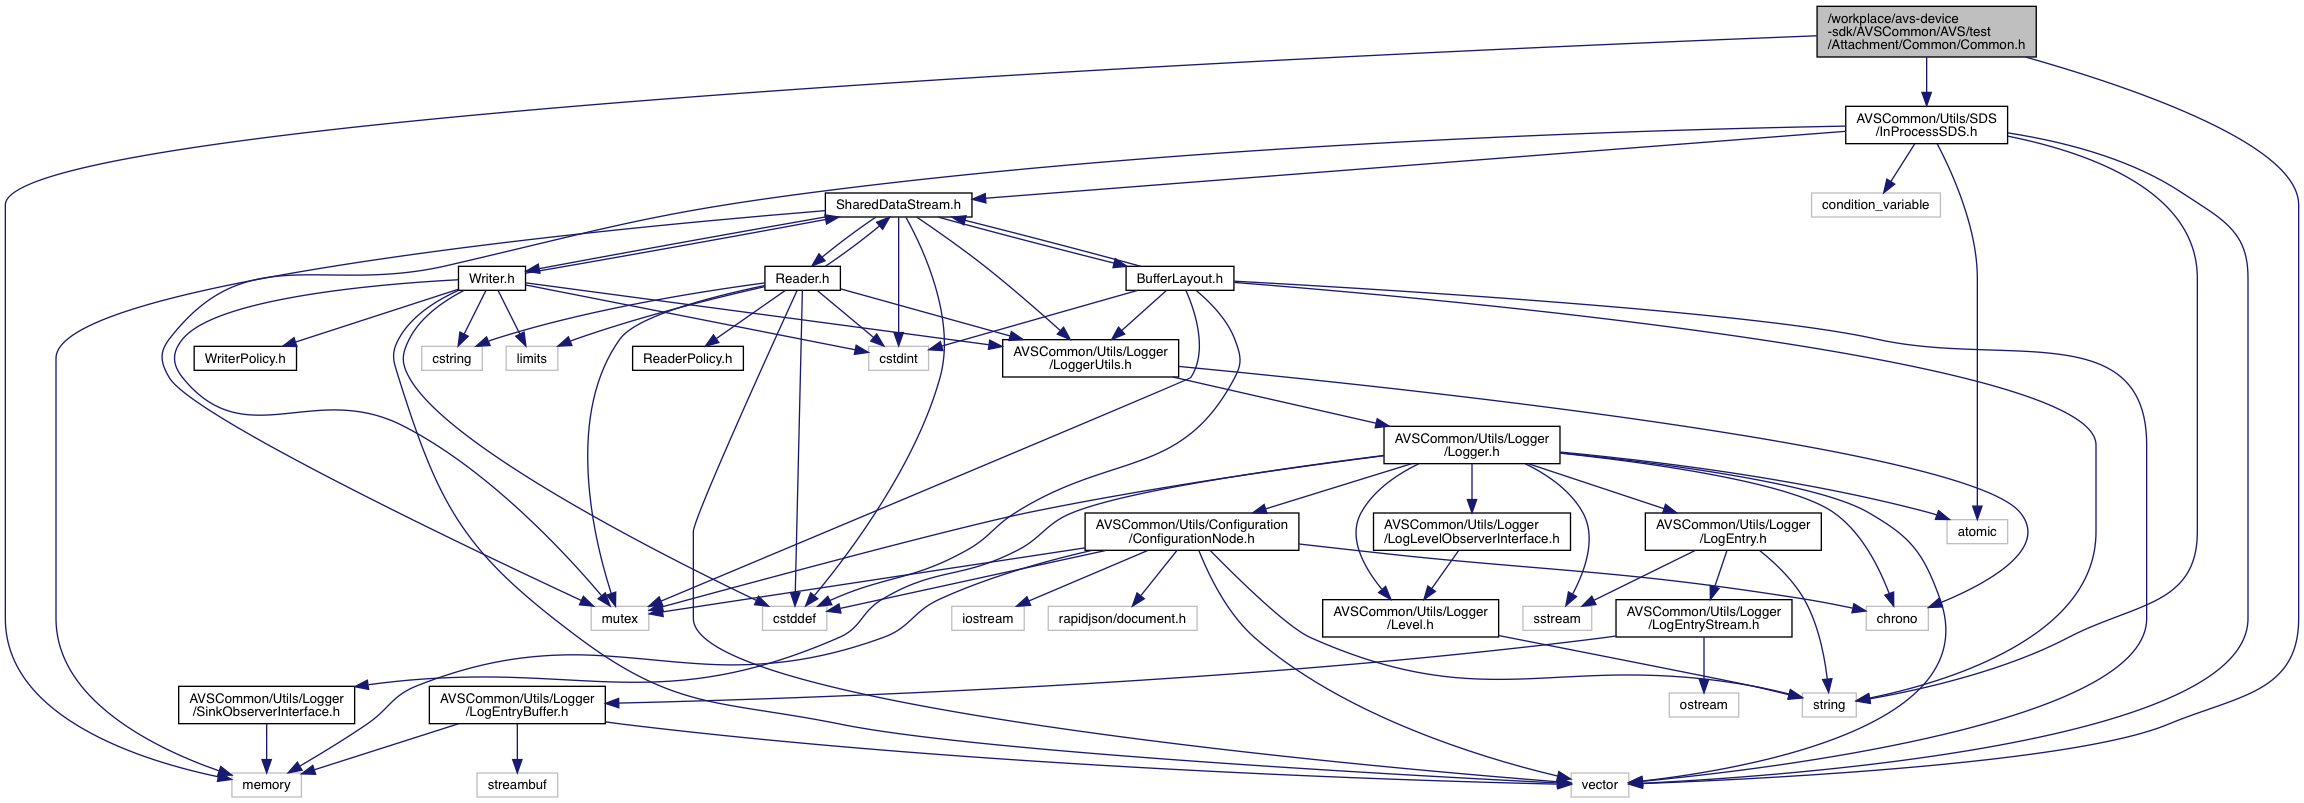 /workplace/avs-device
-sdk/AVSCommon/AVS/test
/Attachment/Common/Common.h
AVSCommon/Utils/SDS
/InProcessSDS.h
SharedDataStream.h
condition_variable
Writer.h
Reader.h
BufferLayout.h
WriterPolicy.h
cstring
limits
ReaderPolicy.h
cstdint
AVSCommon/Utils/Logger
/LoggerUtils.h
AVSCommon/Utils/Logger
/Logger.h
AVSCommon/Utils/Configuration
/ConfigurationNode.h
AVSCommon/Utils/Logger
/LogLevelObserverInterface.h
AVSCommon/Utils/Logger
/LogEntry.h
atomic
mutex
cstddef
iostream
rapidjson/document.h
AVSCommon/Utils/Logger
/Level.h
sstream
AVSCommon/Utils/Logger
/LogEntryStream.h
chrono
AVSCommon/Utils/Logger
/SinkObserverInterface.h
AVSCommon/Utils/Logger
/LogEntryBuffer.h
ostream
string
memory
streambuf
vector